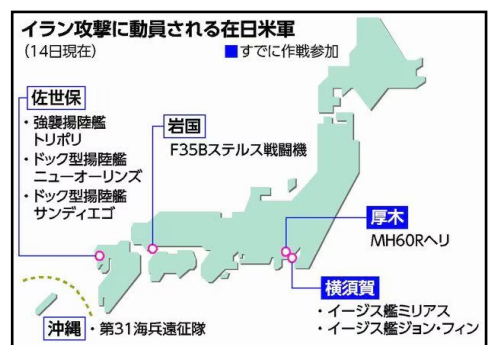 イラン攻撃に動員される在日米軍
(14日現在)
■すでに作戦参加
佐世保
・強襲揚陸艦
トリポリ
・ドック型揚陸艦
ニューオーリンズ
・ドック型揚陸艦
サンディエゴ
岩国
F35Bステルス戦闘機
厚木
MH60Rヘリ
横須賀
・イージス艦ミリアス
・イージス艦ジョン・フィン
沖縄
・第31海兵遠征隊